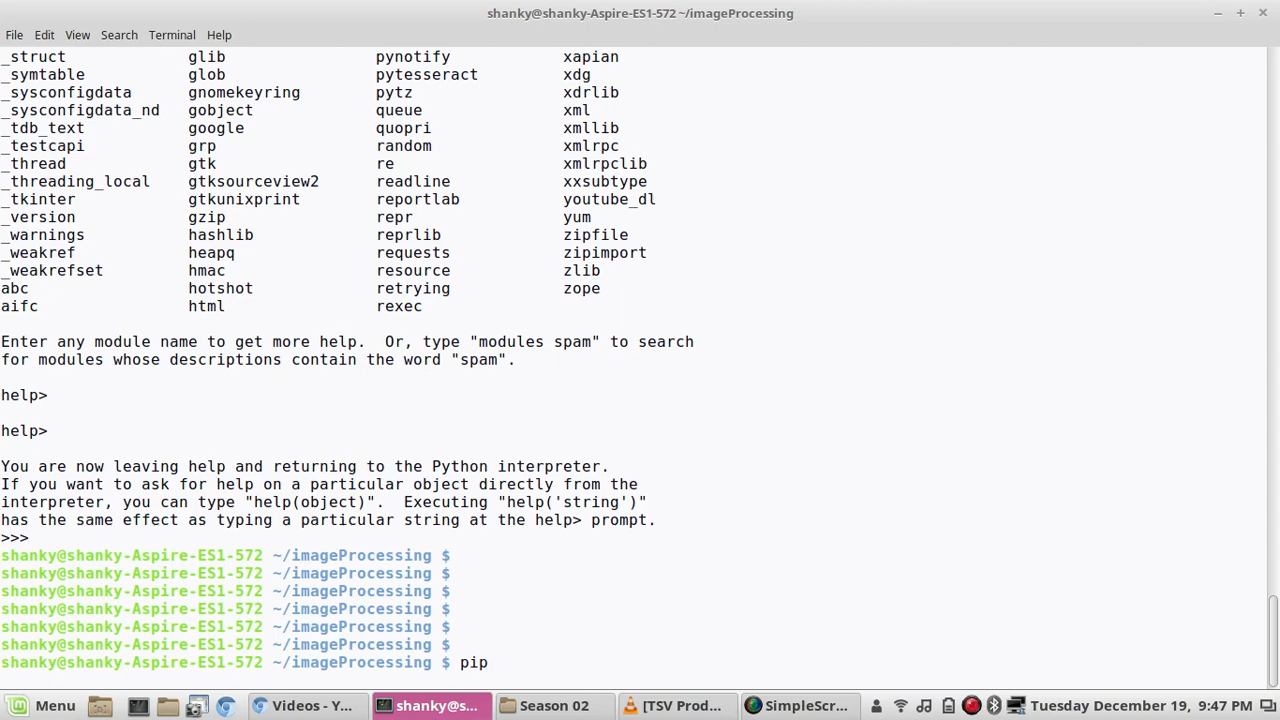 shanky@shanky-Aspire-ES1-572 ~/imageProcessing
File Edit View Search Terminal Help
_struct glib pynotify xapian
_symtable glob pytesseract xdg
_sysconfigdata gnomekeyring pytz xdrlib
_sysconfigdata_nd gobject queue xml
_tdb_text google quopri xmllib
_testcapi grp random xmlrpc
_thread gtk re xmlrpclib
_threading_local gtksourceview2 readline xxsubtype
_tkinter gtkunixprint reportlab youtube_dl
_version gzip repr yum
_warnings hashlib reprlib zipfile
_weakref heapq requests zipimport
_weakrefset hmac resource zlib
abc hotshot retrying zope
aifc html rexec
Enter any module name to get more help.  Or, type "modules spam" to search
for modules whose descriptions contain the word "spam".
help>
help>
You are now leaving help and returning to the Python interpreter.
If you want to ask for help on a particular object directly from the
interpreter, you can type "help(object)".  Executing "help('string')"
has the same effect as typing a particular string at the help> prompt.
>>>
shanky@shanky-Aspire-ES1-572 ~/imageProcessing $
shanky@shanky-Aspire-ES1-572 ~/imageProcessing $
shanky@shanky-Aspire-ES1-572 ~/imageProcessing $
shanky@shanky-Aspire-ES1-572 ~/imageProcessing $
shanky@shanky-Aspire-ES1-572 ~/imageProcessing $
shanky@shanky-Aspire-ES1-572 ~/imageProcessing $
shanky@shanky-Aspire-ES1-572 ~/imageProcessing $ pip
Menu Videos - Y... shanky@s... Season 02 [TSV Prod... SimpleScr... Tuesday December 19, 9:47 PM